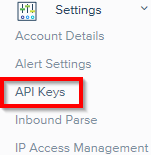 Settings
Account Details
Alert Settings
API Keys
Inbound Parse
IP Access Management